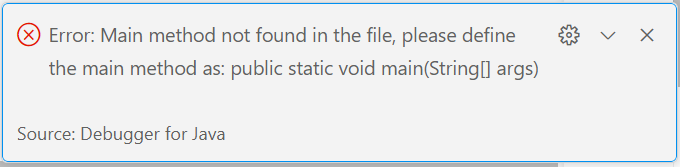 Error: Main method not found in the file, please define
the main method as: public static void main(String[] args)
Source: Debugger for Java